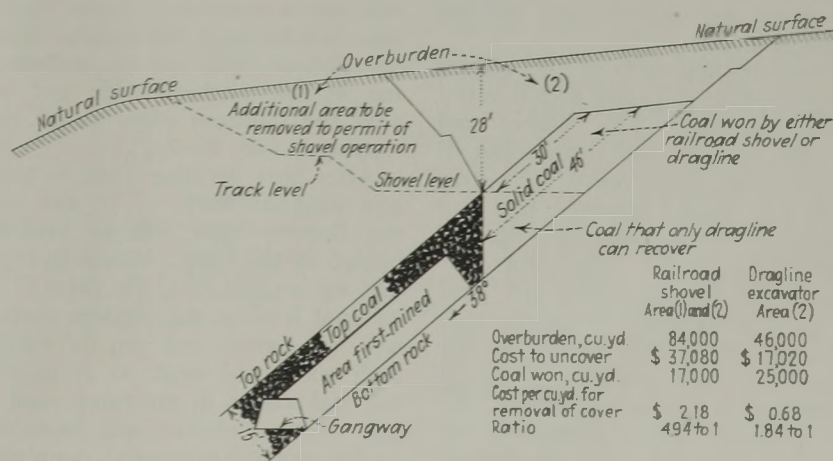 Natural surface
Overburden
(1)
(2)
Natural surface
Additional area to be
removed to permit of
shovel operation
28'
Coal won by either
railroad shovel or
dragline
30'
46'
Solid coal
Track level
Shovel level
Coal that only dragline
can recover
38°
Top rock
Top coal
Area first-mined
Bottom rock
15'
Gangway
Railroad Dragline
shovel excavator
Area (1) and (2) Area (2)
Overburden, cu. yd. 84,000 46,000
Cost to uncover $ 37,080 $ 17,020
Coal won, cu. yd. 17,000 25,000
Cost per cu. yd. for
removal of cover $ 2.18 $ 0.68
Ratio 4.94 to 1 1.84 to 1